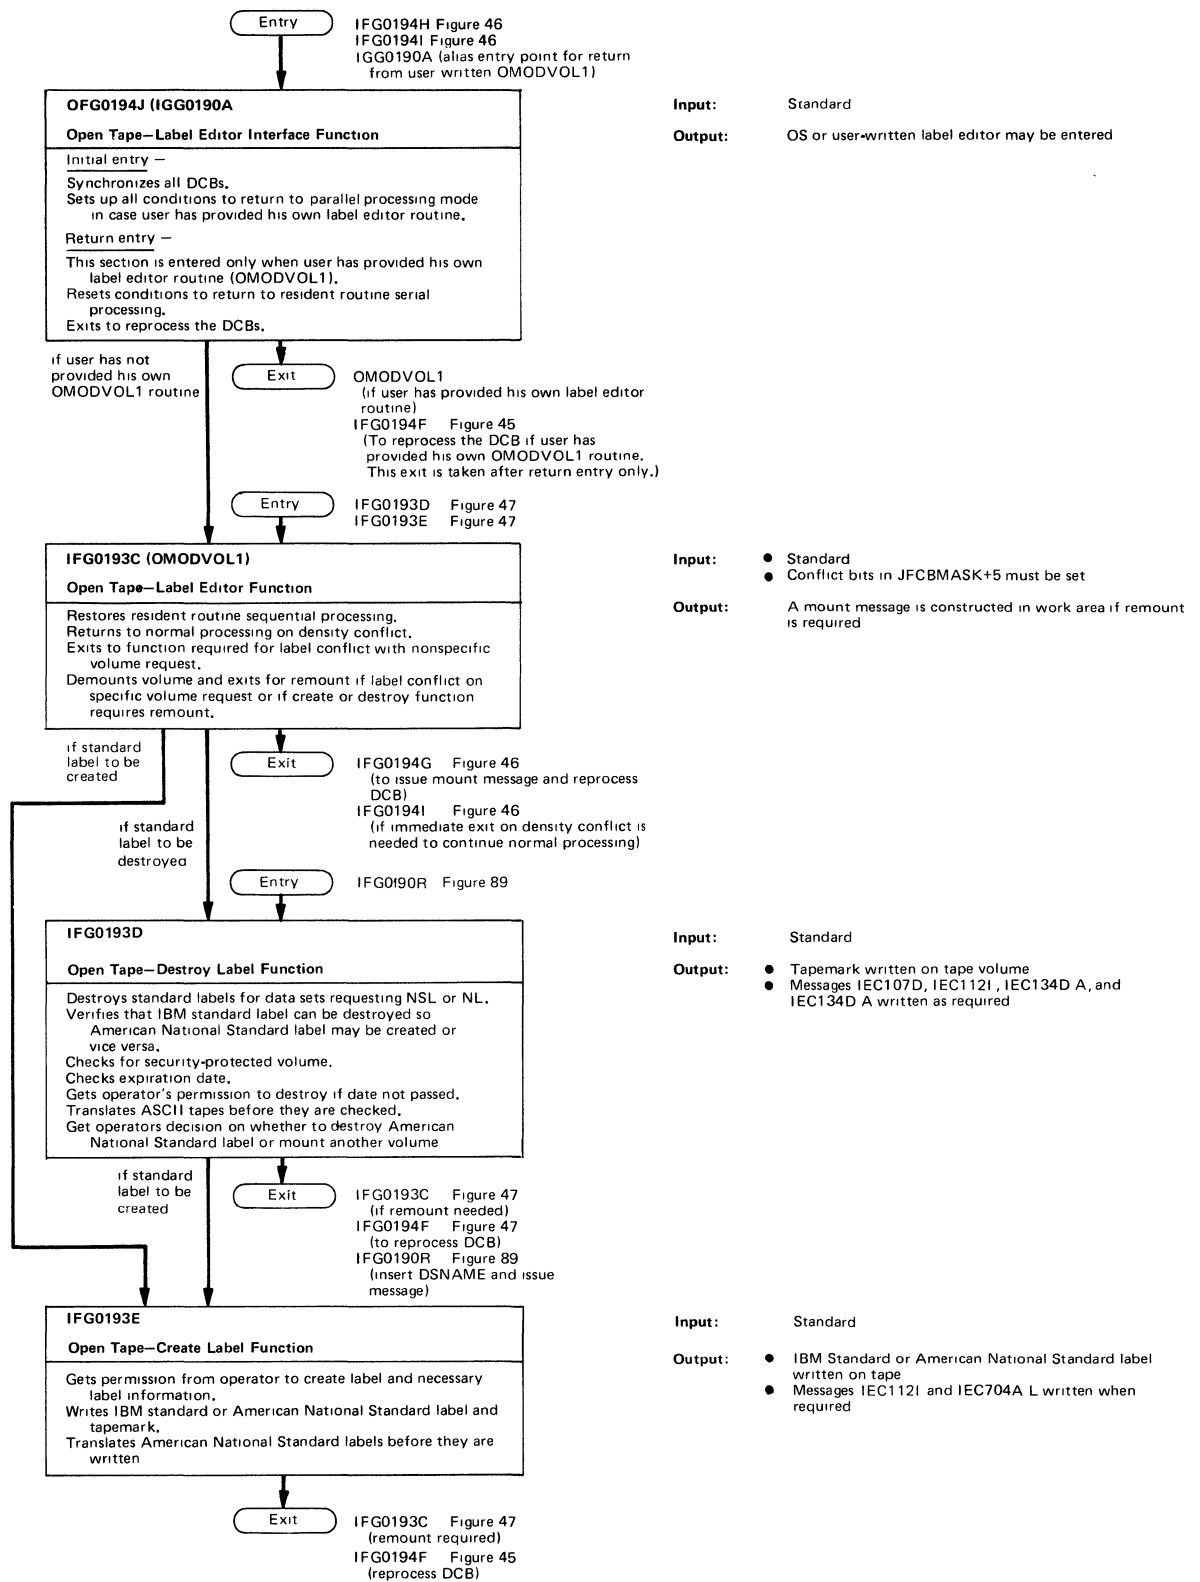 Entry
IFG0194H Figure 46
IFG0194I Figure 46
IGG0190A (alias entry point for return
from user written OMODVOL1)
OFG0194J (IGG0190A
Open Tape—Label Editor Interface Function
Initial entry —
Synchronizes all DCBs.
Sets up all conditions to return to parallel processing mode
in case user has provided his own label editor routine.
Return entry —
This section is entered only when user has provided his own
label editor routine (OMODVOL1).
Resets conditions to return to resident routine serial
processing.
Exits to reprocess the DCBs.
Input: Standard
Output: OS or user-written label editor may be entered
if user has not
provided his own
OMODVOL1 routine
Exit
OMODVOL1
(if user has provided his own label editor
routine)
IFG0194F Figure 45
(To reprocess the DCB if user has
provided his own OMODVOL1 routine.
This exit is taken after return entry only.)
Entry
IFG0193D Figure 47
IFG0193E Figure 47
IFG0193C (OMODVOL1)
Open Tape—Label Editor Function
Restores resident routine sequential processing.
Returns to normal processing on density conflict.
Exits to function required for label conflict with nonspecific
volume request.
Demounts volume and exits for remount if label conflict on
specific volume request or if create or destroy function
requires remount.
Input: ● Standard
● Conflict bits in JFCBMASK+5 must be set
Output: A mount message is constructed in work area if remount
is required
if standard
label to be
created
Exit
IFG0194G Figure 46
(to issue mount message and reprocess
DCB)
IFG0194I Figure 46
(if immediate exit on density conflict is
needed to continue normal processing)
if standard
label to be
destroyed
Entry
IFG0190R Figure 89
IFG0193D
Open Tape—Destroy Label Function
Destroys standard labels for data sets requesting NSL or NL.
Verifies that IBM standard label can be destroyed so
American National Standard label may be created or
vice versa.
Checks for security-protected volume.
Checks expiration date.
Gets operator's permission to destroy if date not passed.
Translates ASCII tapes before they are checked.
Get operators decision on whether to destroy American
National Standard label or mount another volume
Input: Standard
Output: ● Tapemark written on tape volume
● Messages IEC107D, IEC112I, IEC134D A, and
IEC134D A written as required
if standard
label to be
created
Exit
IFG0193C Figure 47
(if remount needed)
IFG0194F Figure 47
(to reprocess DCB)
IFG0190R Figure 89
(insert DSNAME and issue
message)
IFG0193E
Open Tape—Create Label Function
Gets permission from operator to create label and necessary
label information.
Writes IBM standard or American National Standard label and
tapemark.
Translates American National Standard labels before they are
written
Input: Standard
Output: ● IBM Standard or American National Standard label
written on tape
● Messages IEC112I and IEC704A L written when
required
Exit
IFG0193C Figure 47
(remount required)
IFG0194F Figure 45
(reprocess DCB)